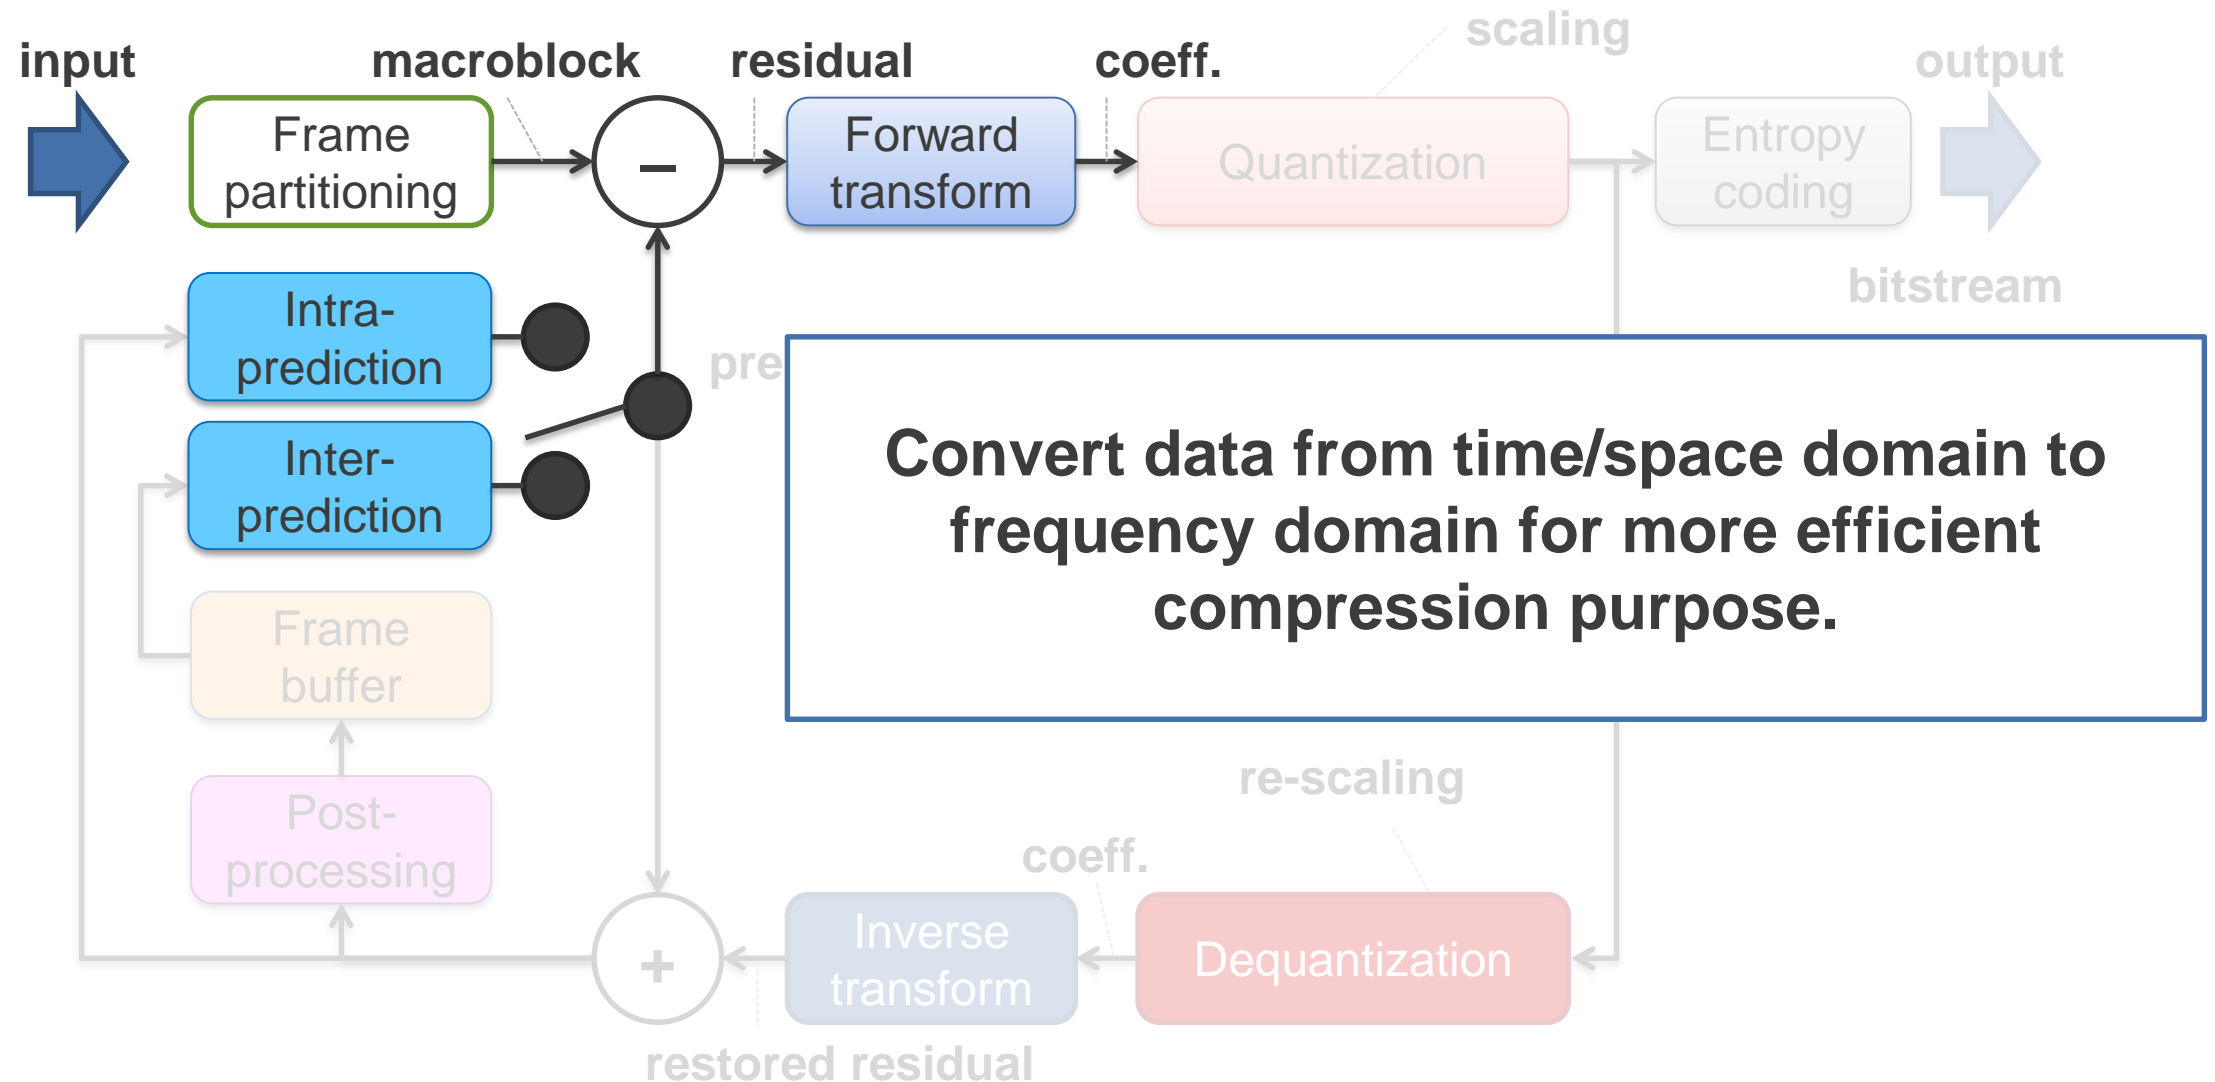 scaling
input
macroblock
residual
coeff.
output
Frame
partitioning
–
Forward
transform
Quantization
Entropy
coding
bitstream
Intra-
prediction
pre
Inter-
prediction
Convert data from time/space domain to
frequency domain for more efficient
compression purpose.
Frame
buffer
re-scaling
Post-
processing
coeff.
+
Inverse
transform
Dequantization
restored residual